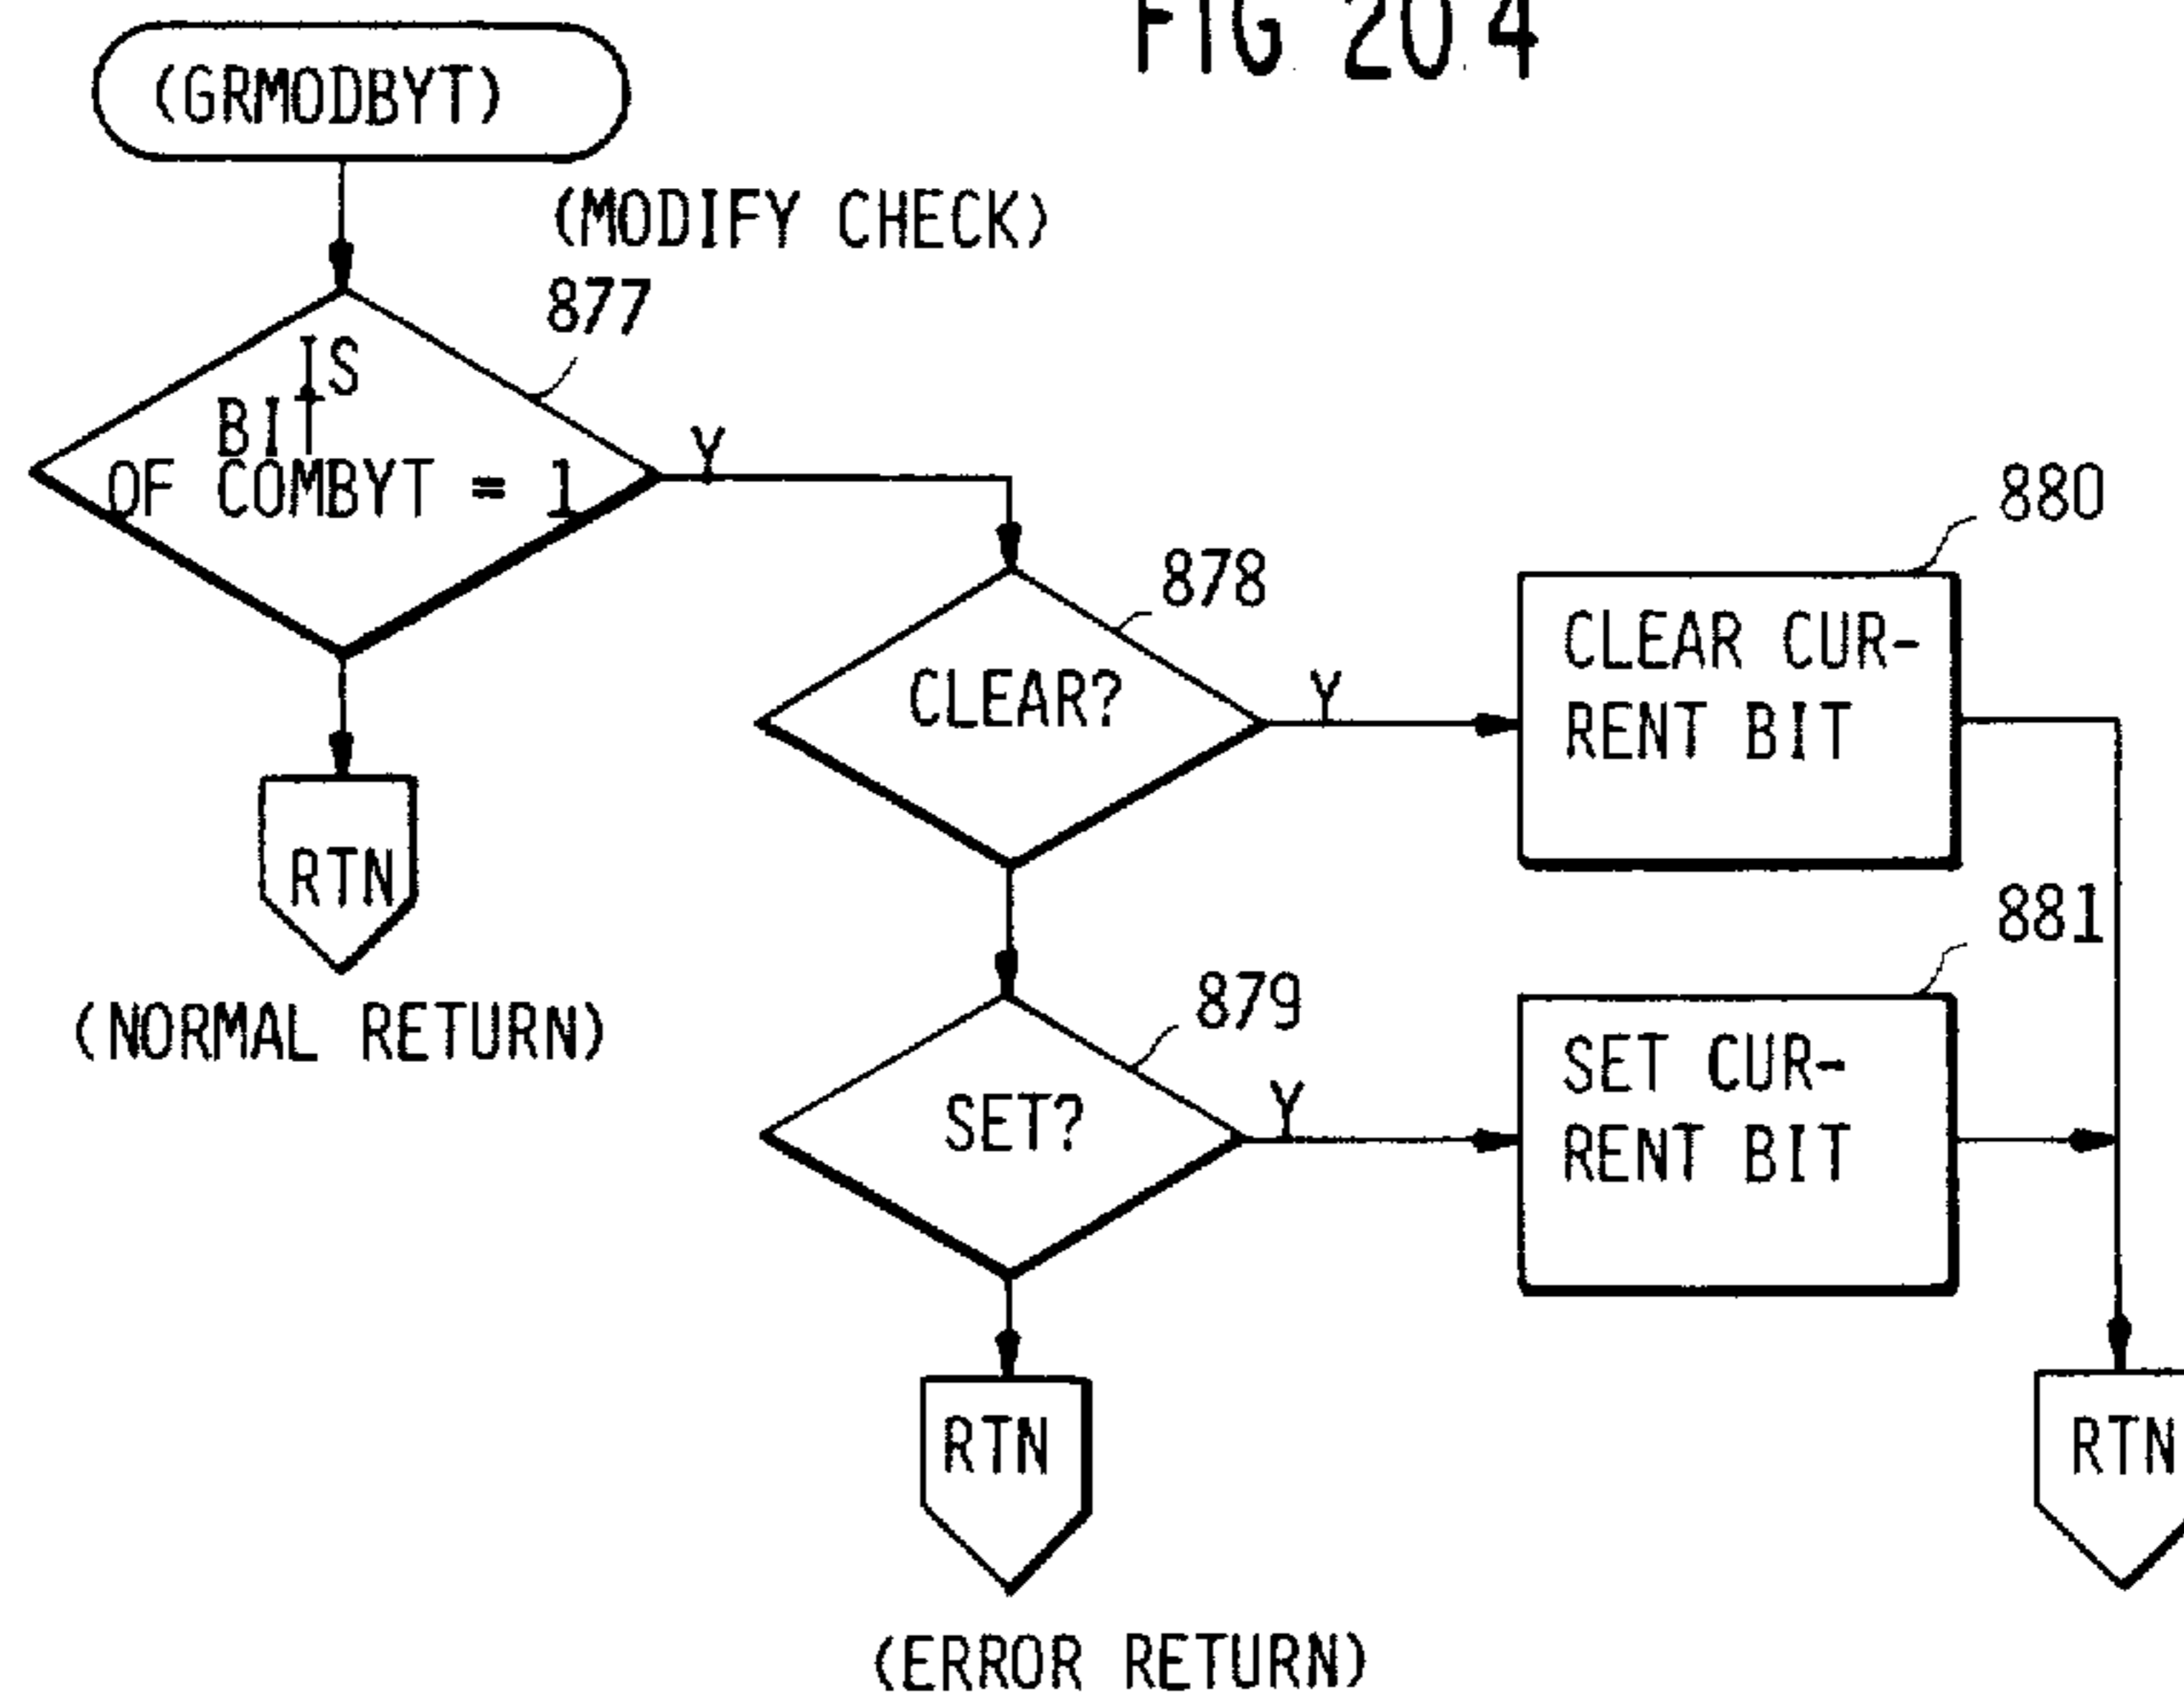 FIG 20.4
(GRMODBYT)
(MODIFY CHECK)
877
IS
BIT
OF COMBYT = 1
Y
RTN
(NORMAL RETURN)
878
CLEAR?
Y
880
CLEAR CUR-
RENT BIT
879
SET?
Y
881
SET CUR-
RENT BIT
RTN
(ERROR RETURN)
RTN